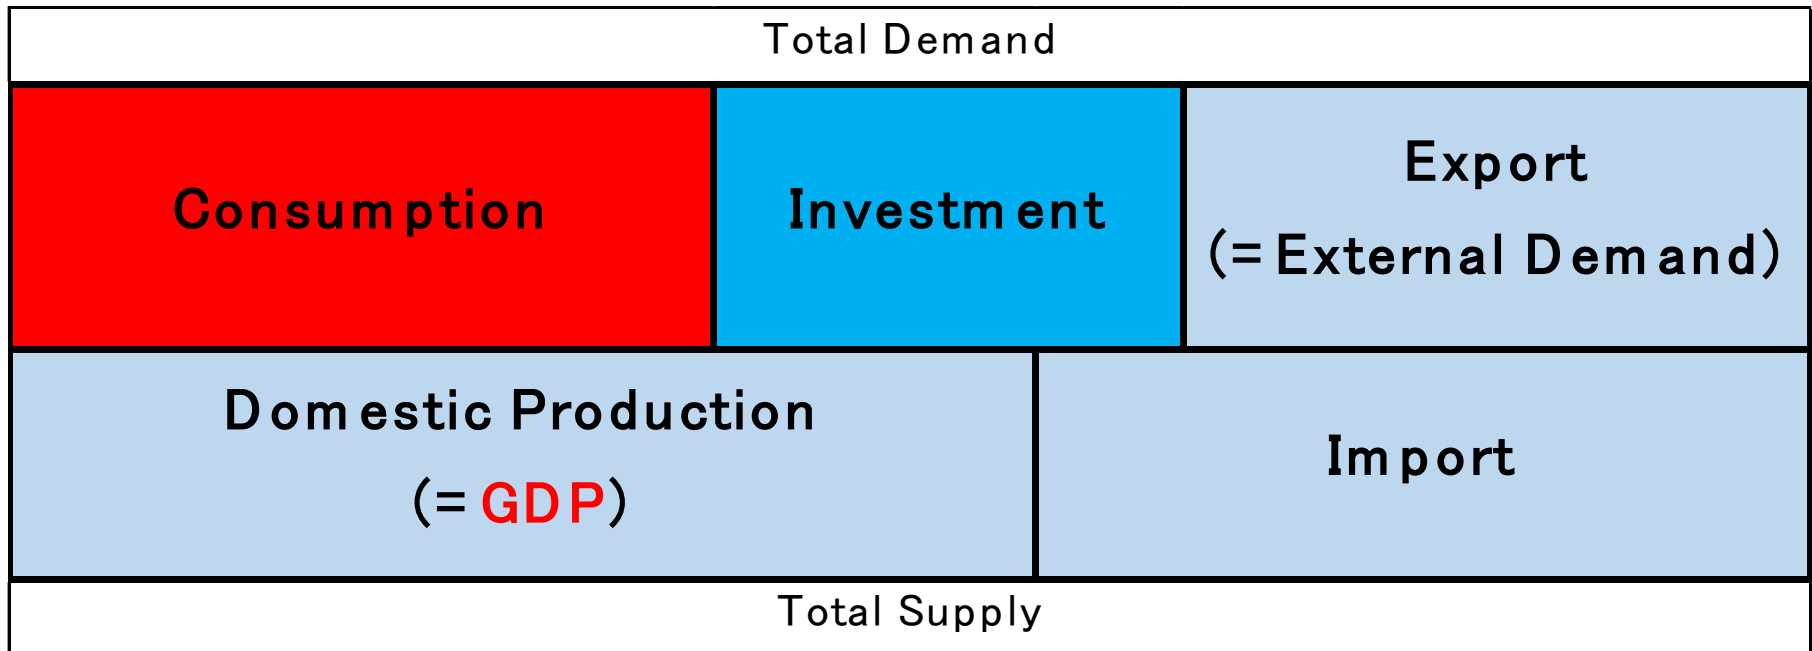 Total Demand
Consumption
Investment
Export
(=External Demand)
Domestic Production
(=GDP)
Import
Total Supply